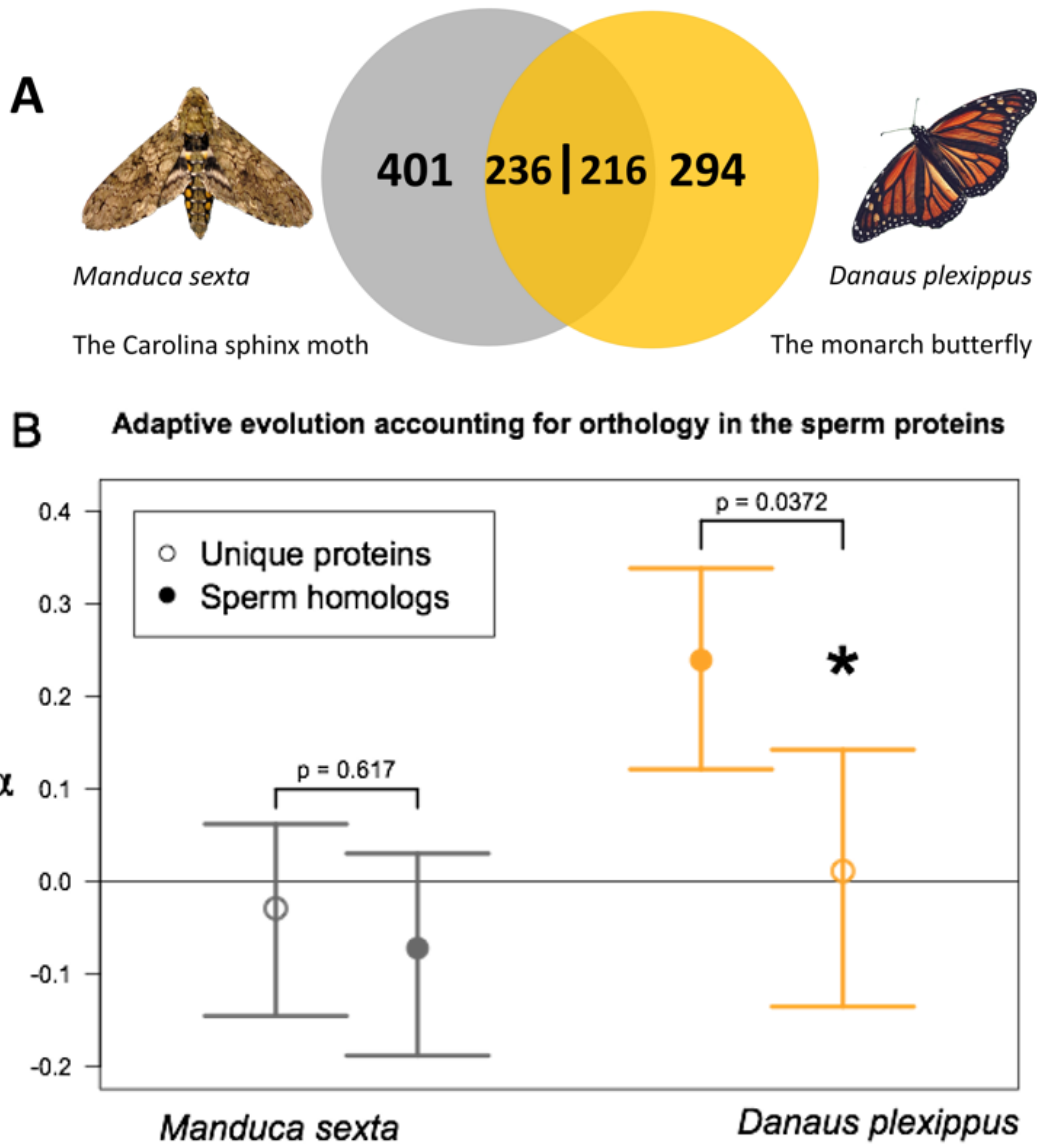 A
401 236 | 216 294
Manduca sexta
Danaus plexippus
The Carolina sphinx moth
The monarch butterfly
B
Adaptive evolution accounting for orthology in the sperm proteins
p = 0.0372
0.4
Unique proteins
Sperm homologs
0.3
*
0.2
p = 0.617
α
0.1
0.0
-0.1
-0.2
Manduca sexta
Danaus plexippus